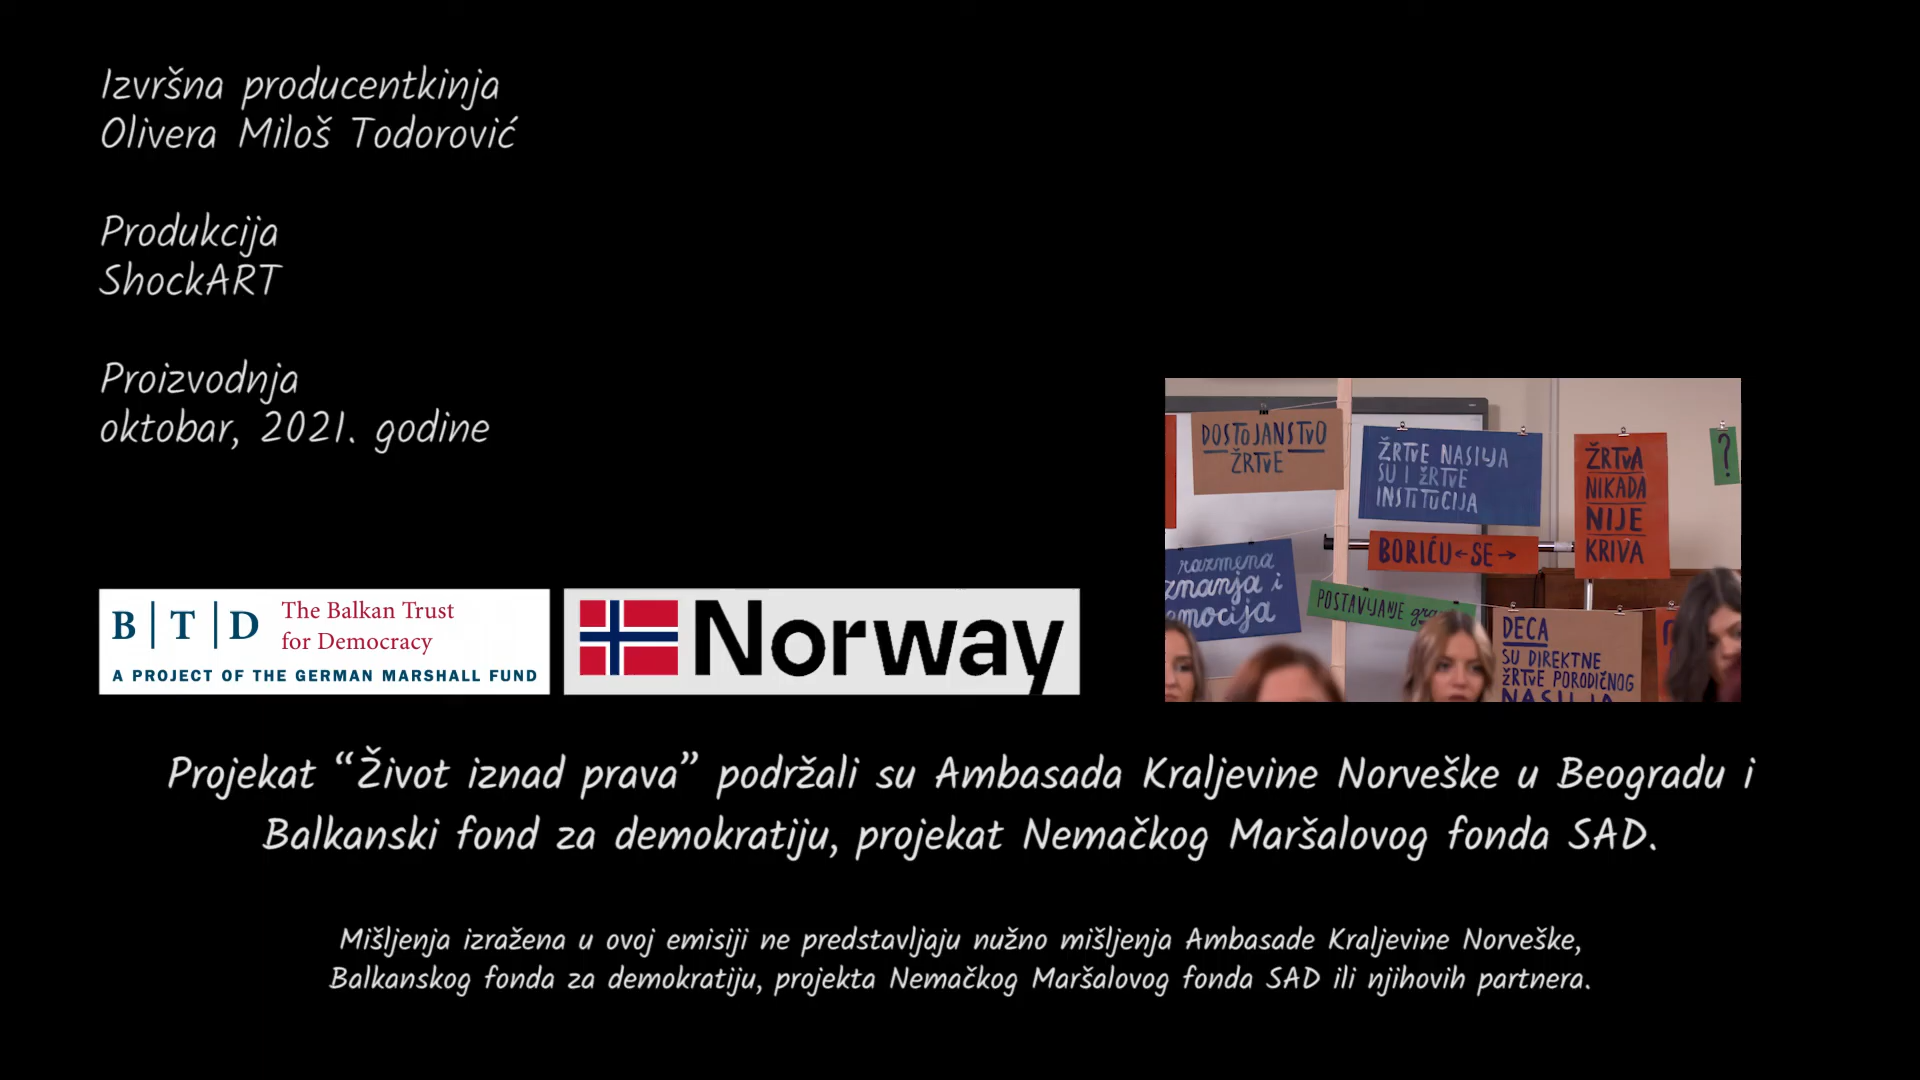 Izvršna producentkinja
Olivera Miloš Todorović
Produkcija
ShockART
Proizvodnja
oktobar, 2021. godine
DOSTOJANSTVO
ŽRTVE
ŽRTVE NASILJA
SU I ŽRTVE
INSTITUCIJA
ŽRTVA
NIKADA
NIJE
KRIVA
?
BORIĆU ← SE →
razmena
znanja i
emocija
POSTAVLJANJE
DECA
SU DIREKTNE
ŽRTVE PORODIČNOG
NASILJA
B|T|D
The Balkan Trust
for Democracy
A PROJECT OF THE GERMAN MARSHALL FUND
Norway
Projekat “Život iznad prava” podržali su Ambasada Kraljevine Norveške u Beogradu i
Balkanski fond za demokratiju, projekat Nemačkog Maršalovog fonda SAD.
Mišljenja izražena u ovoj emisiji ne predstavljaju nužno mišljenja Ambasade Kraljevine Norveške,
Balkanskog fonda za demokratiju, projekta Nemačkog Maršalovog fonda SAD ili njihovih partnera.